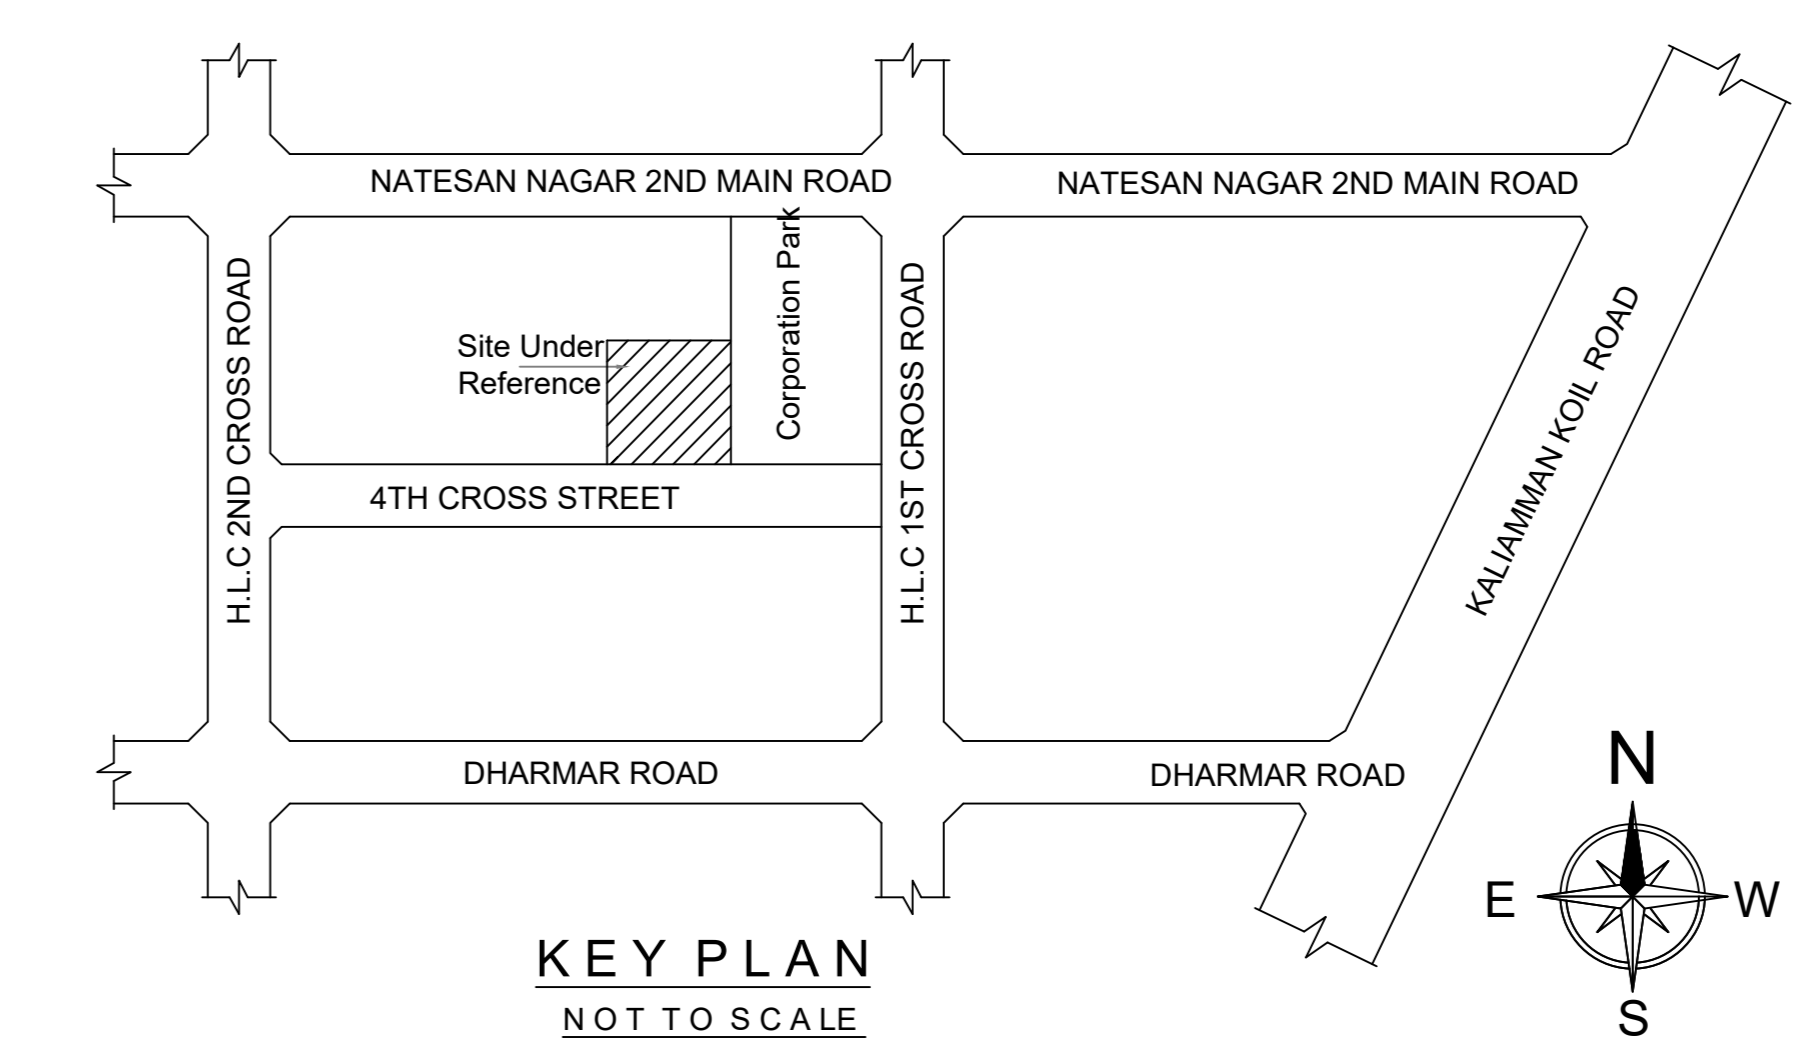 NATESAN NAGAR 2ND MAIN ROAD
NATESAN NAGAR 2ND MAIN ROAD
H.L.C 2ND CROSS ROAD
Site Under
Reference
Corporation Park
H.L.C 1ST CROSS ROAD
KALIAMMAN KOIL ROAD
4TH CROSS STREET
DHARMAR ROAD
DHARMAR ROAD
N
E
W
S
KEY PLAN
NOT TO SCALE